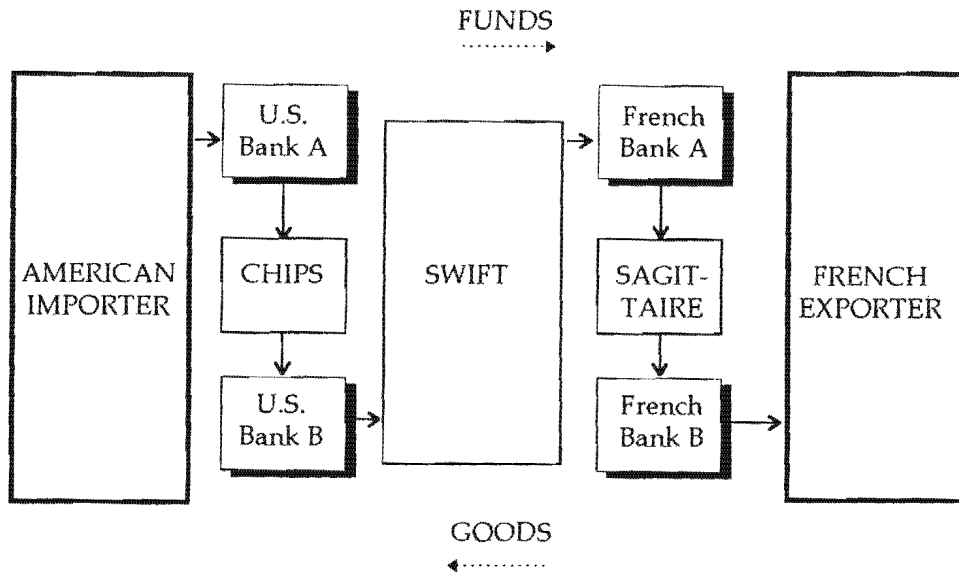 FUNDS
U.S.
Bank A
French
Bank A
AMERICAN
IMPORTER
CHIPS
SWIFT
SAGIT-
TAIRE
FRENCH
EXPORTER
U.S.
Bank B
French
Bank B
GOODS